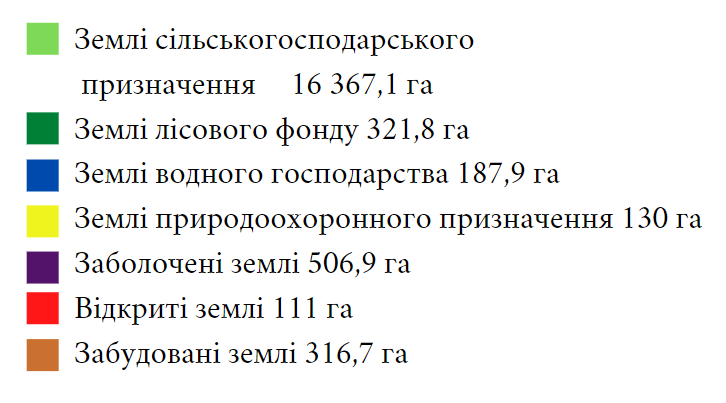 Землі сільськогосподарського
призначення 16 367,1 га
Землі лісового фонду 321,8 га
Землі водного господарства 187,9 га
Землі природоохоронного призначення 130 га
Заболочені землі 506,9 га
Відкриті землі 111 га
Забудовані землі 316,7 га